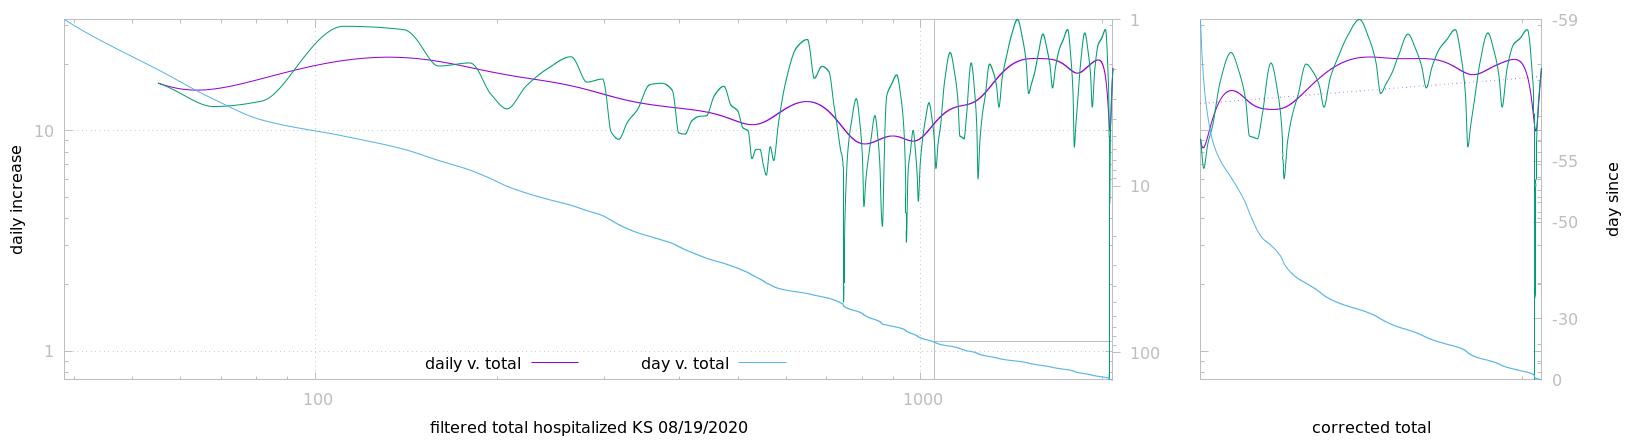 daily increase
10
1
100
1000
1
10
100
daily v. total
day v. total
filtered total hospitalized KS 08/19/2020
-59
-55
-50
-30
0
day since
corrected total